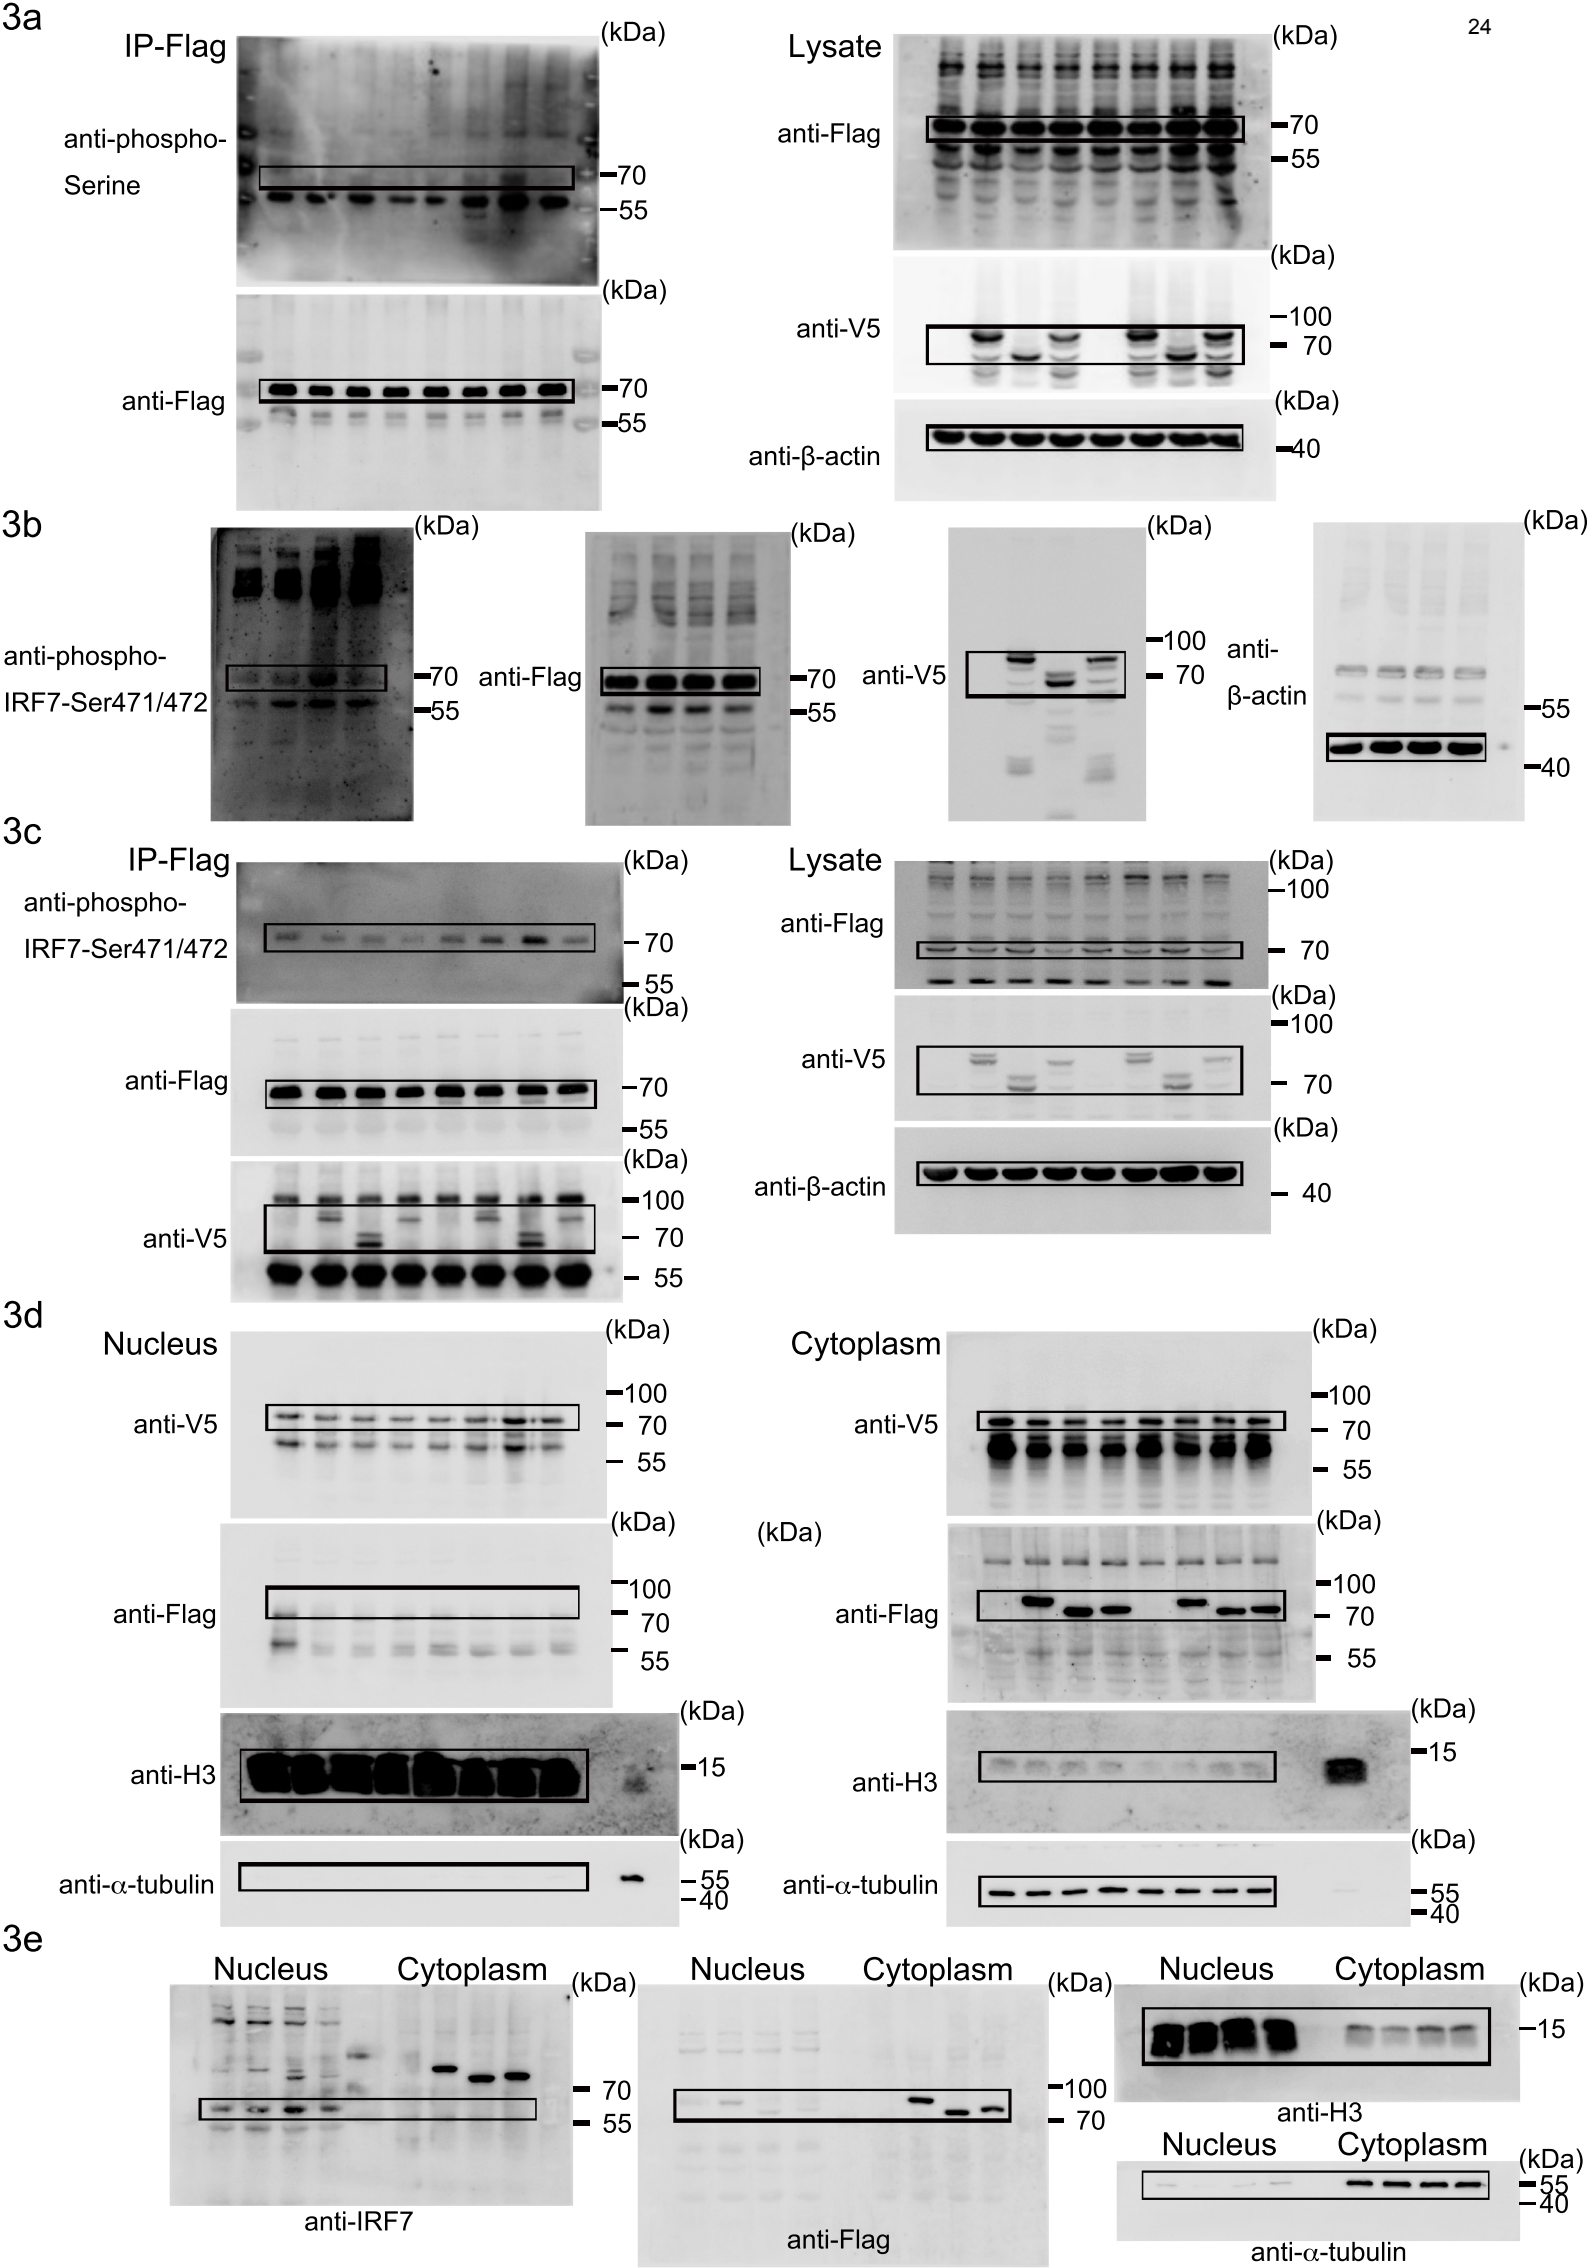 24
3a
IP-Flag
(kDa)
anti-phospho-
Serine
70
55
(kDa)
anti-Flag
70
55
Lysate
(kDa)
anti-Flag
70
55
(kDa)
anti-V5
100
70
(kDa)
anti-β-actin
40
3b
(kDa)
anti-phospho-
IRF7-Ser471/472
70
55
(kDa)
anti-Flag
70
55
(kDa)
anti-V5
100
70
(kDa)
anti-
β-actin
55
40
3c
IP-Flag
(kDa)
anti-phospho-
IRF7-Ser471/472
70
55
(kDa)
anti-Flag
70
55
(kDa)
anti-V5
100
70
55
Lysate
(kDa)
anti-Flag
100
70
(kDa)
anti-V5
100
70
(kDa)
anti-β-actin
40
3d
Nucleus
(kDa)
anti-V5
100
70
55
(kDa)
anti-Flag
100
70
55
(kDa)
anti-H3
15
(kDa)
anti-α-tubulin
55
40
Cytoplasm
(kDa)
anti-V5
100
70
55
(kDa)
(kDa)
anti-Flag
100
70
55
(kDa)
anti-H3
15
(kDa)
anti-α-tubulin
55
40
3e
Nucleus Cytoplasm
(kDa)
70
55
anti-IRF7
Nucleus Cytoplasm
(kDa)
100
70
anti-Flag
Nucleus Cytoplasm
(kDa)
15
anti-H3
Nucleus Cytoplasm
(kDa)
55
40
anti-α-tubulin